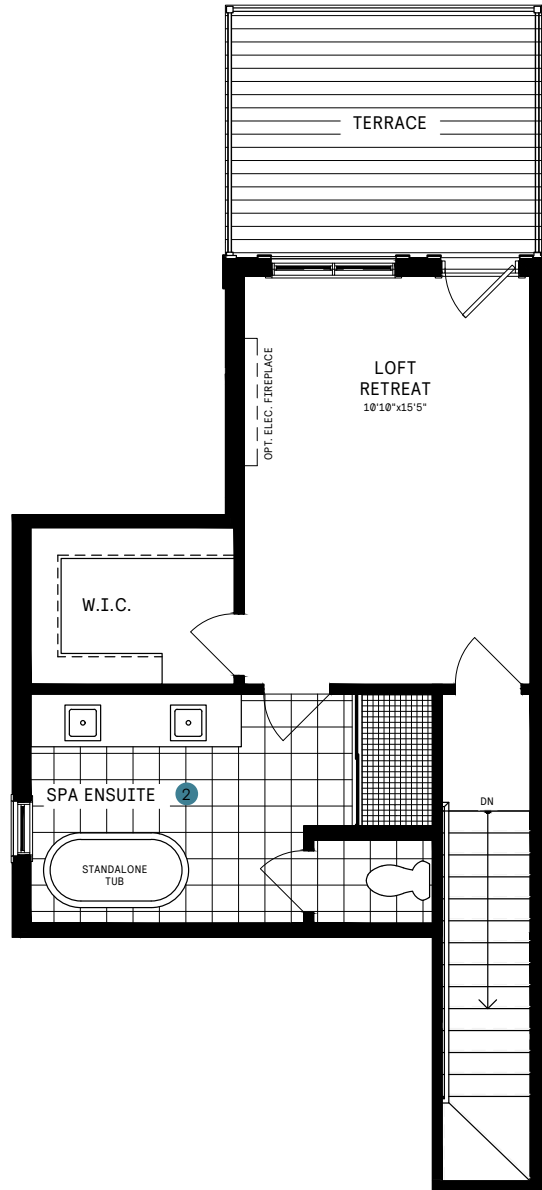 TERRACE
LOFT
RETREAT
10'10"x15'5"
OPT. ELEC. FIREPLACE
W.I.C.
SPA ENSUITE 2
DN
STANDALONE
TUB